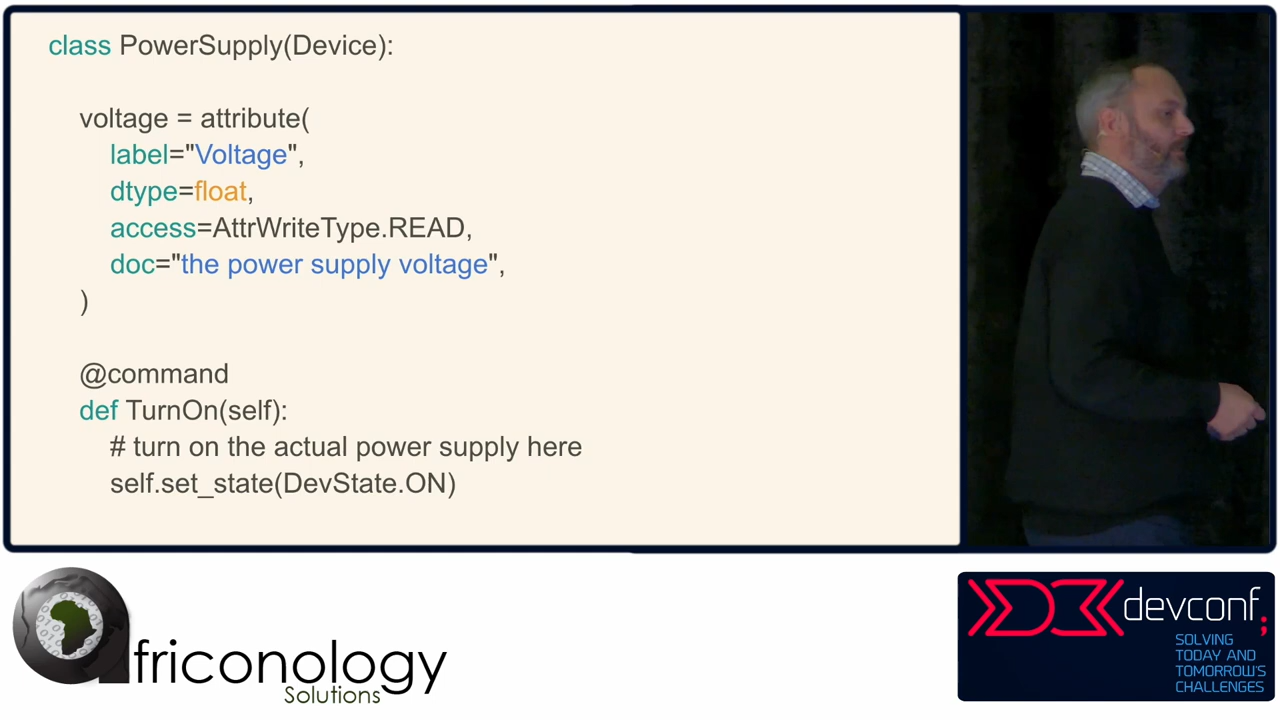 class PowerSupply(Device):
voltage = attribute(
label="Voltage",
dtype=float,
access=AttrWriteType.READ,
doc="the power supply voltage",
)
@command
def TurnOn(self):
# turn on the actual power supply here
self.set_state(DevState.ON)
africonology
Solutions
devconf;
SOLVING
TODAY AND
TOMORROW'S
CHALLENGES